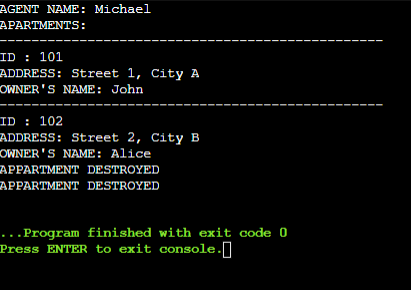 AGENT NAME: Michael
APARTMENTS:
------------------------------------------------
ID : 101
ADDRESS: Street 1, City A
OWNER'S NAME: John
------------------------------------------------
ID : 102
ADDRESS: Street 2, City B
OWNER'S NAME: Alice
APPARTMENT DESTROYED
APPARTMENT DESTROYED
...Program finished with exit code 0
Press ENTER to exit console.